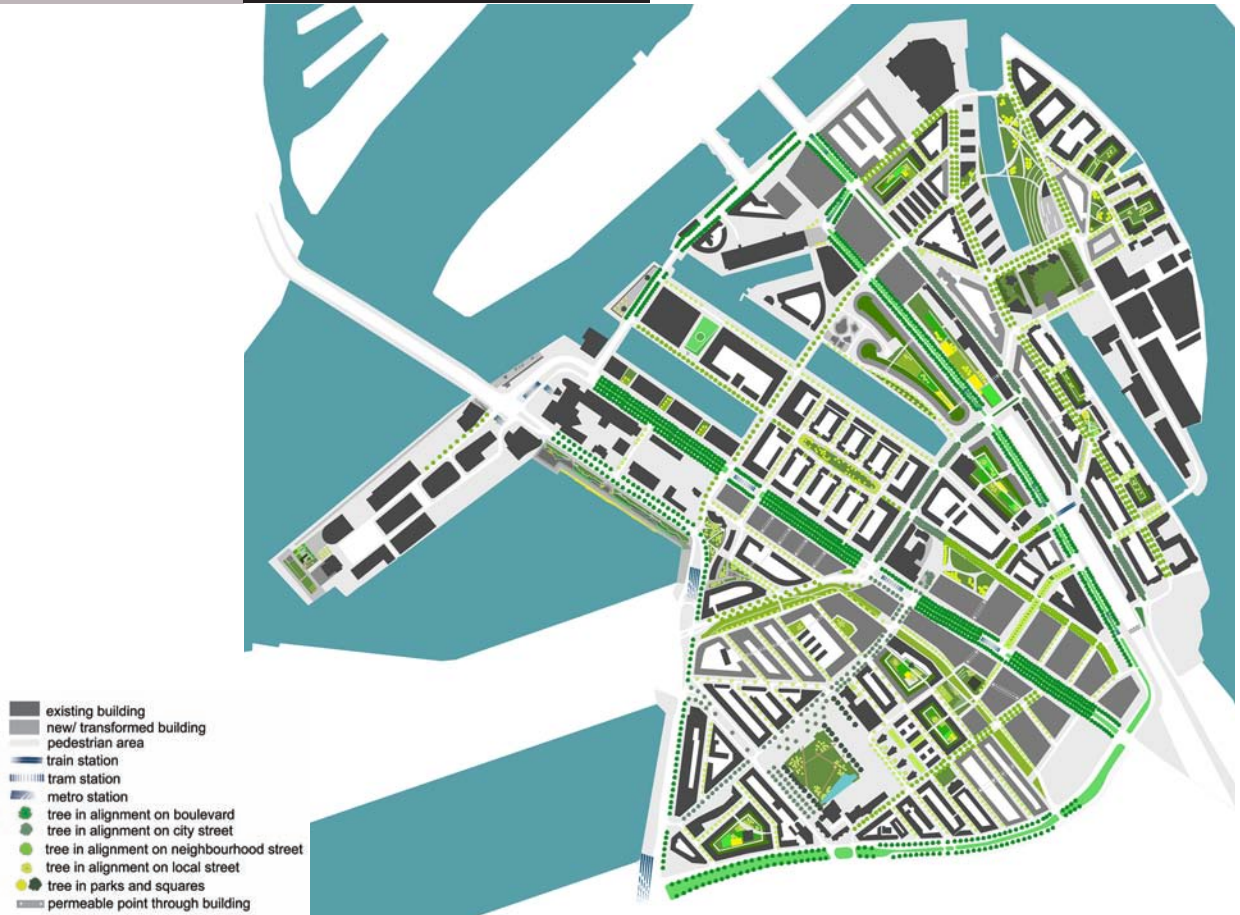 existing building
new/ transformed building
pedestrian area
train station
tram station
metro station
tree in alignment on boulevard
tree in alignment on city street
tree in alignment on neighbourhood street
tree in alignment on local street
tree in parks and squares
permeable point through building